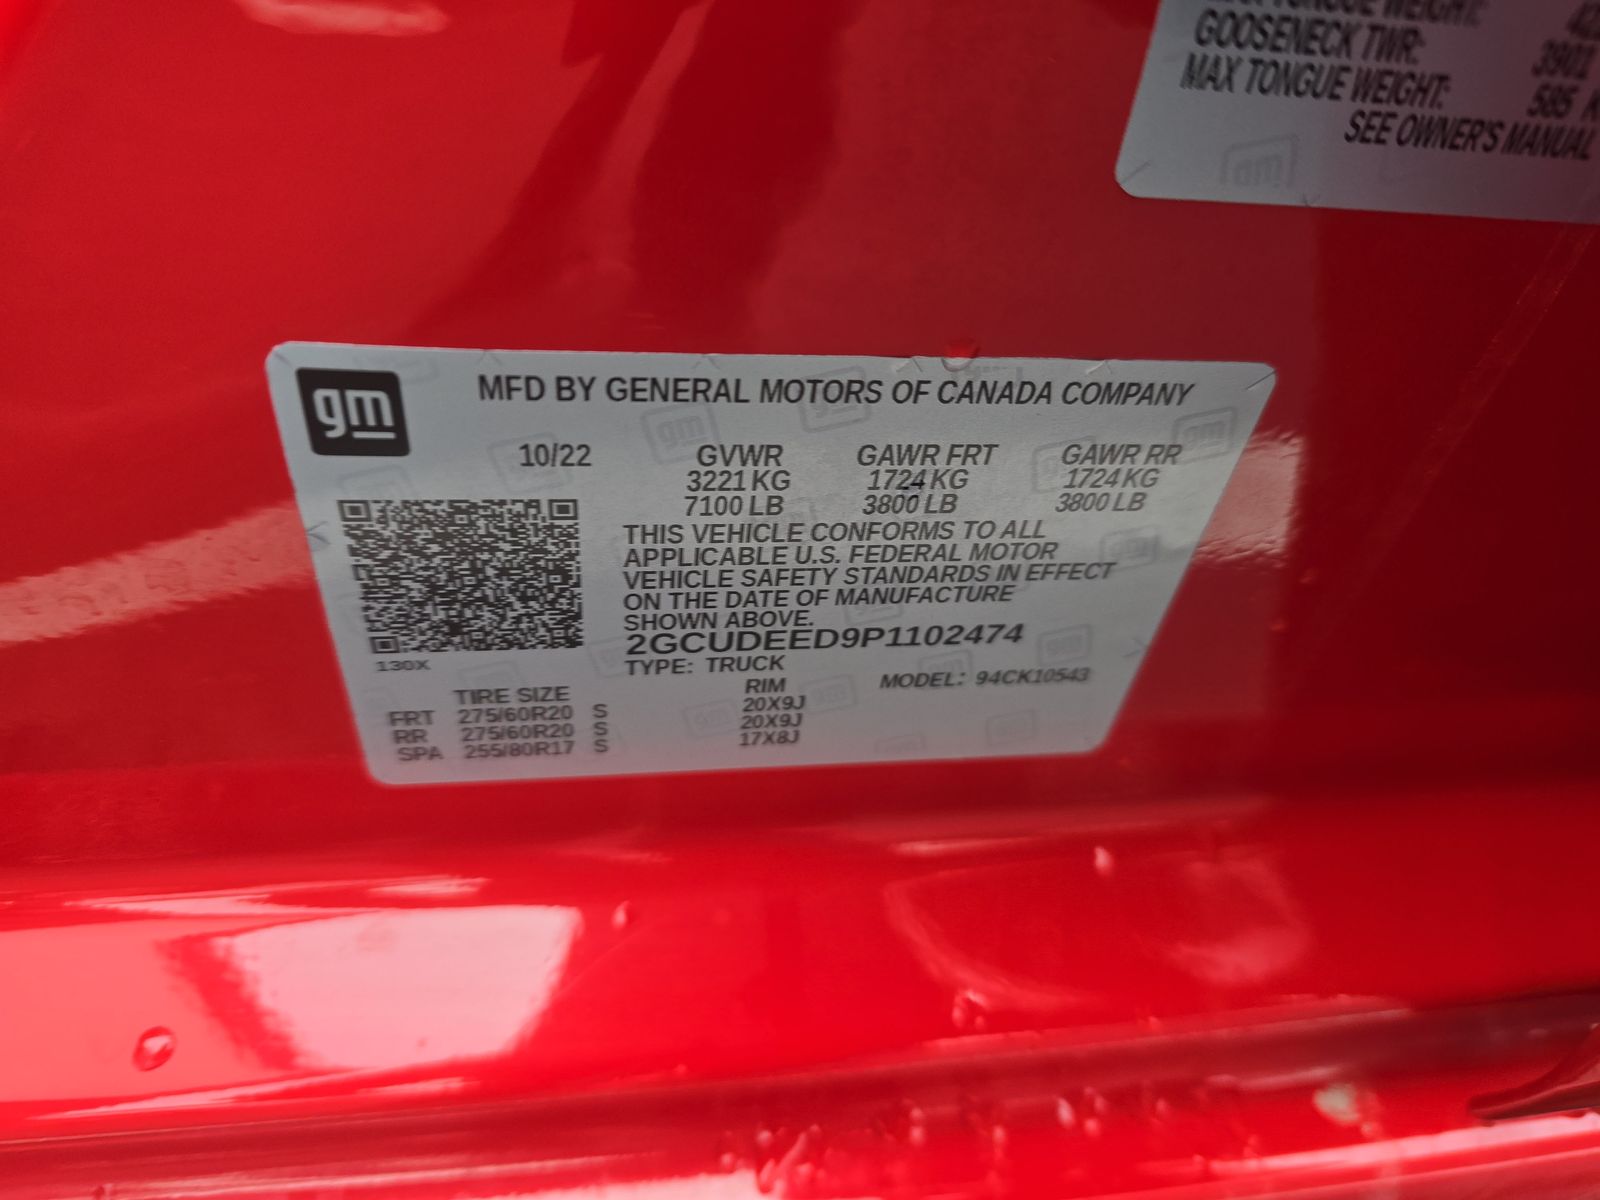 GOOSENECK TWR: 3901
MAX TONGUE WEIGHT: 585
SEE OWNER'S MANUAL
gm
MFD BY GENERAL MOTORS OF CANADA COMPANY
10/22 GVWR GAWR FRT GAWR RR
3221 KG 1724 KG 1724 KG
7100 LB 3800 LB 3800 LB
THIS VEHICLE CONFORMS TO ALL
APPLICABLE U.S. FEDERAL MOTOR
VEHICLE SAFETY STANDARDS IN EFFECT
ON THE DATE OF MANUFACTURE
SHOWN ABOVE.
2GCUDEED9P1102474
130X
TYPE: TRUCK
MODEL: 94CK10543
TIRE SIZE RIM
FRT 275/60R20 S 20X9J
RR 275/60R20 S 20X9J
SPA 255/80R17 S 17X8J